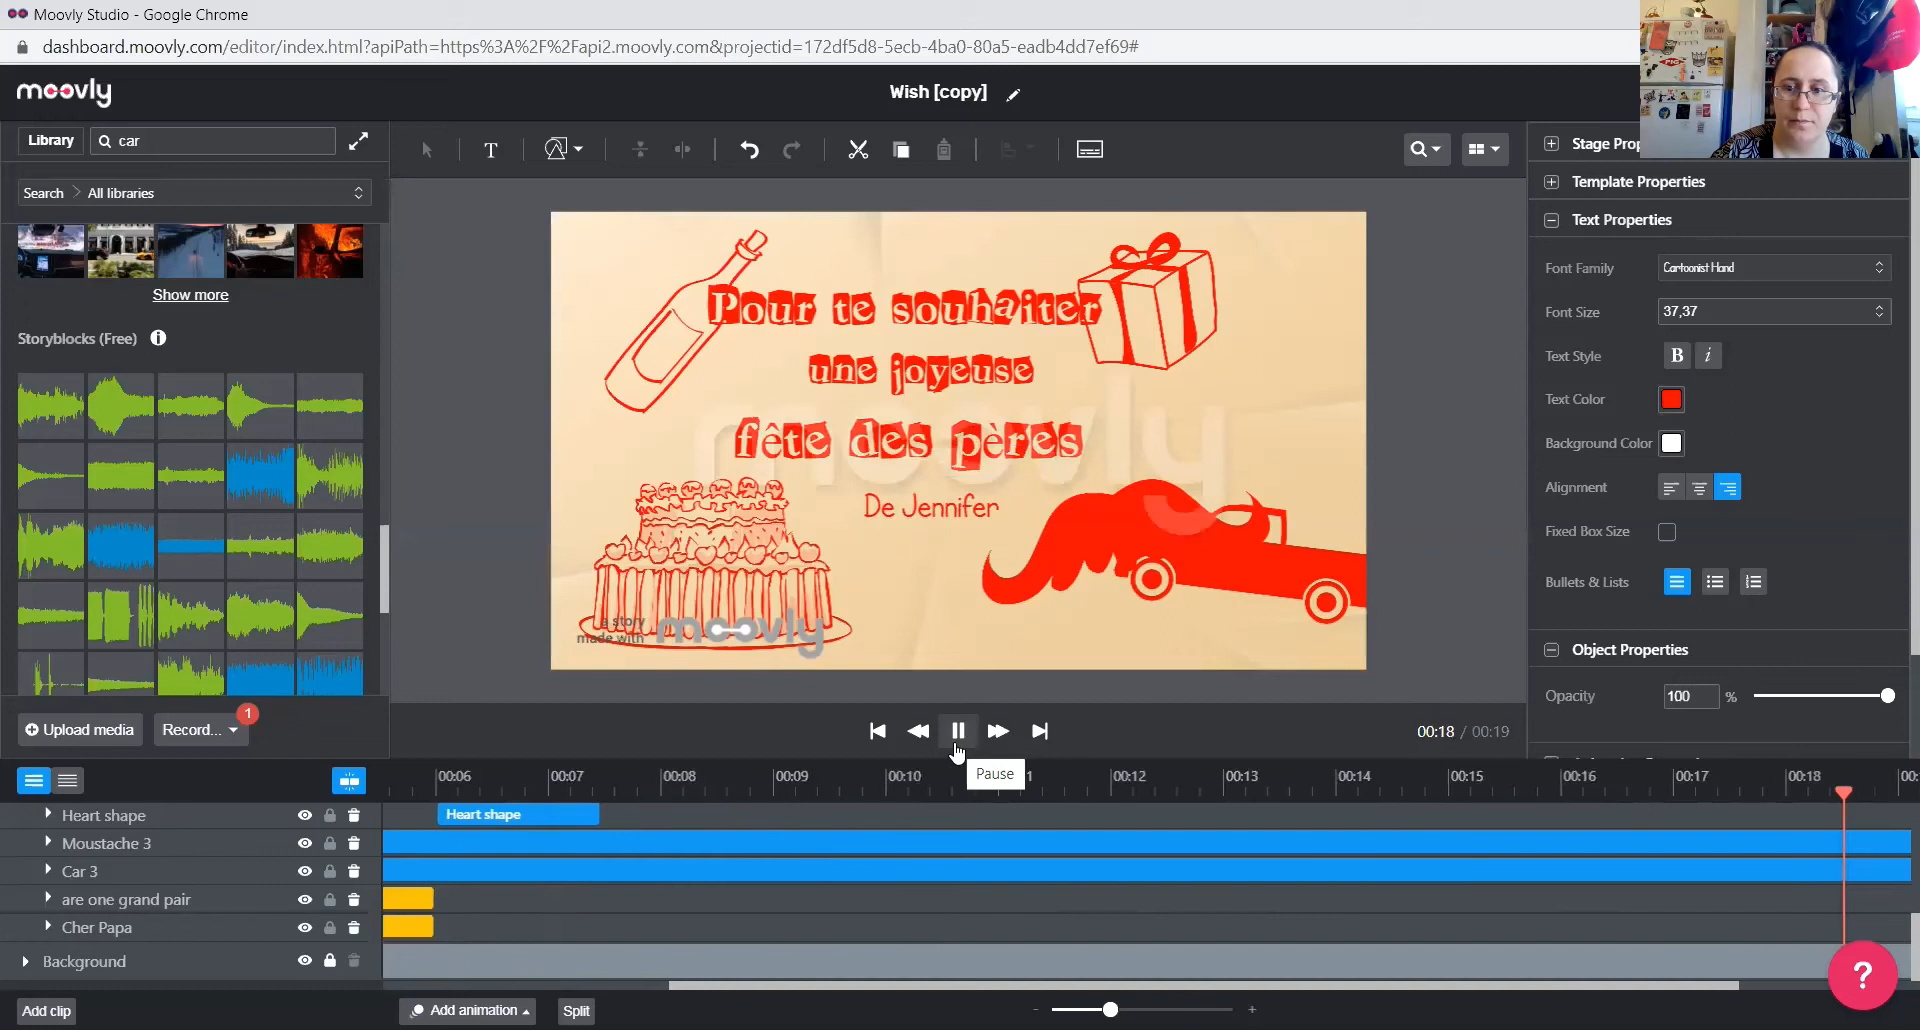 Moovly Studio - Google Chrome
dashboard.moovly.com/editor/index.html?apiPath=https%3A%2F%2Fapi2.moovly.com&projectid=172df5d8-5ecb-4ba0-80a5-eadb4dd7ef69#
moovly
Wish [copy]
Library
car
Search > All libraries
Show more
Storyblocks (Free)
Upload media
Record...
1
T
Pour te souhaiter
une joyeuse
fête des pères
De Jennifer
moovly
a story
made with
moovly
Stage Prop
Template Properties
Text Properties
Font Family
Cartoonist Hand
Font Size
37,37
Text Style
B i
Text Color
Background Color
Alignment
Fixed Box Size
Bullets & Lists
Object Properties
Opacity
100 %
00:18 / 00:19
Pause
00:06 00:07 00:08 00:09 00:10 1 00:12 00:13 00:14 00:15 00:16 00:17 00:18 00:
Heart shape
Heart shape
Moustache 3
Car 3
are one grand pair
Cher Papa
Background
Add clip
Add animation
Split
- +
?